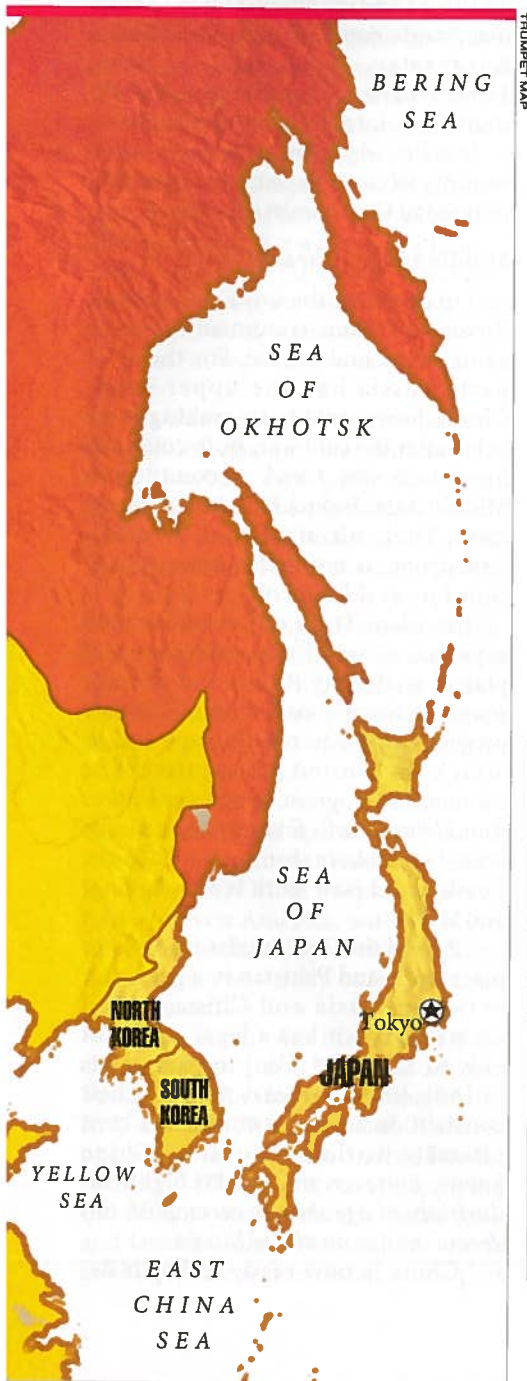 TRUMPET MAP
BERING
SEA
SEA
OF
OKHOTSK
SEA
OF
JAPAN
NORTH
KOREA
Tokyo
JAPAN
SOUTH
KOREA
YELLOW
SEA
EAST
CHINA
SEA